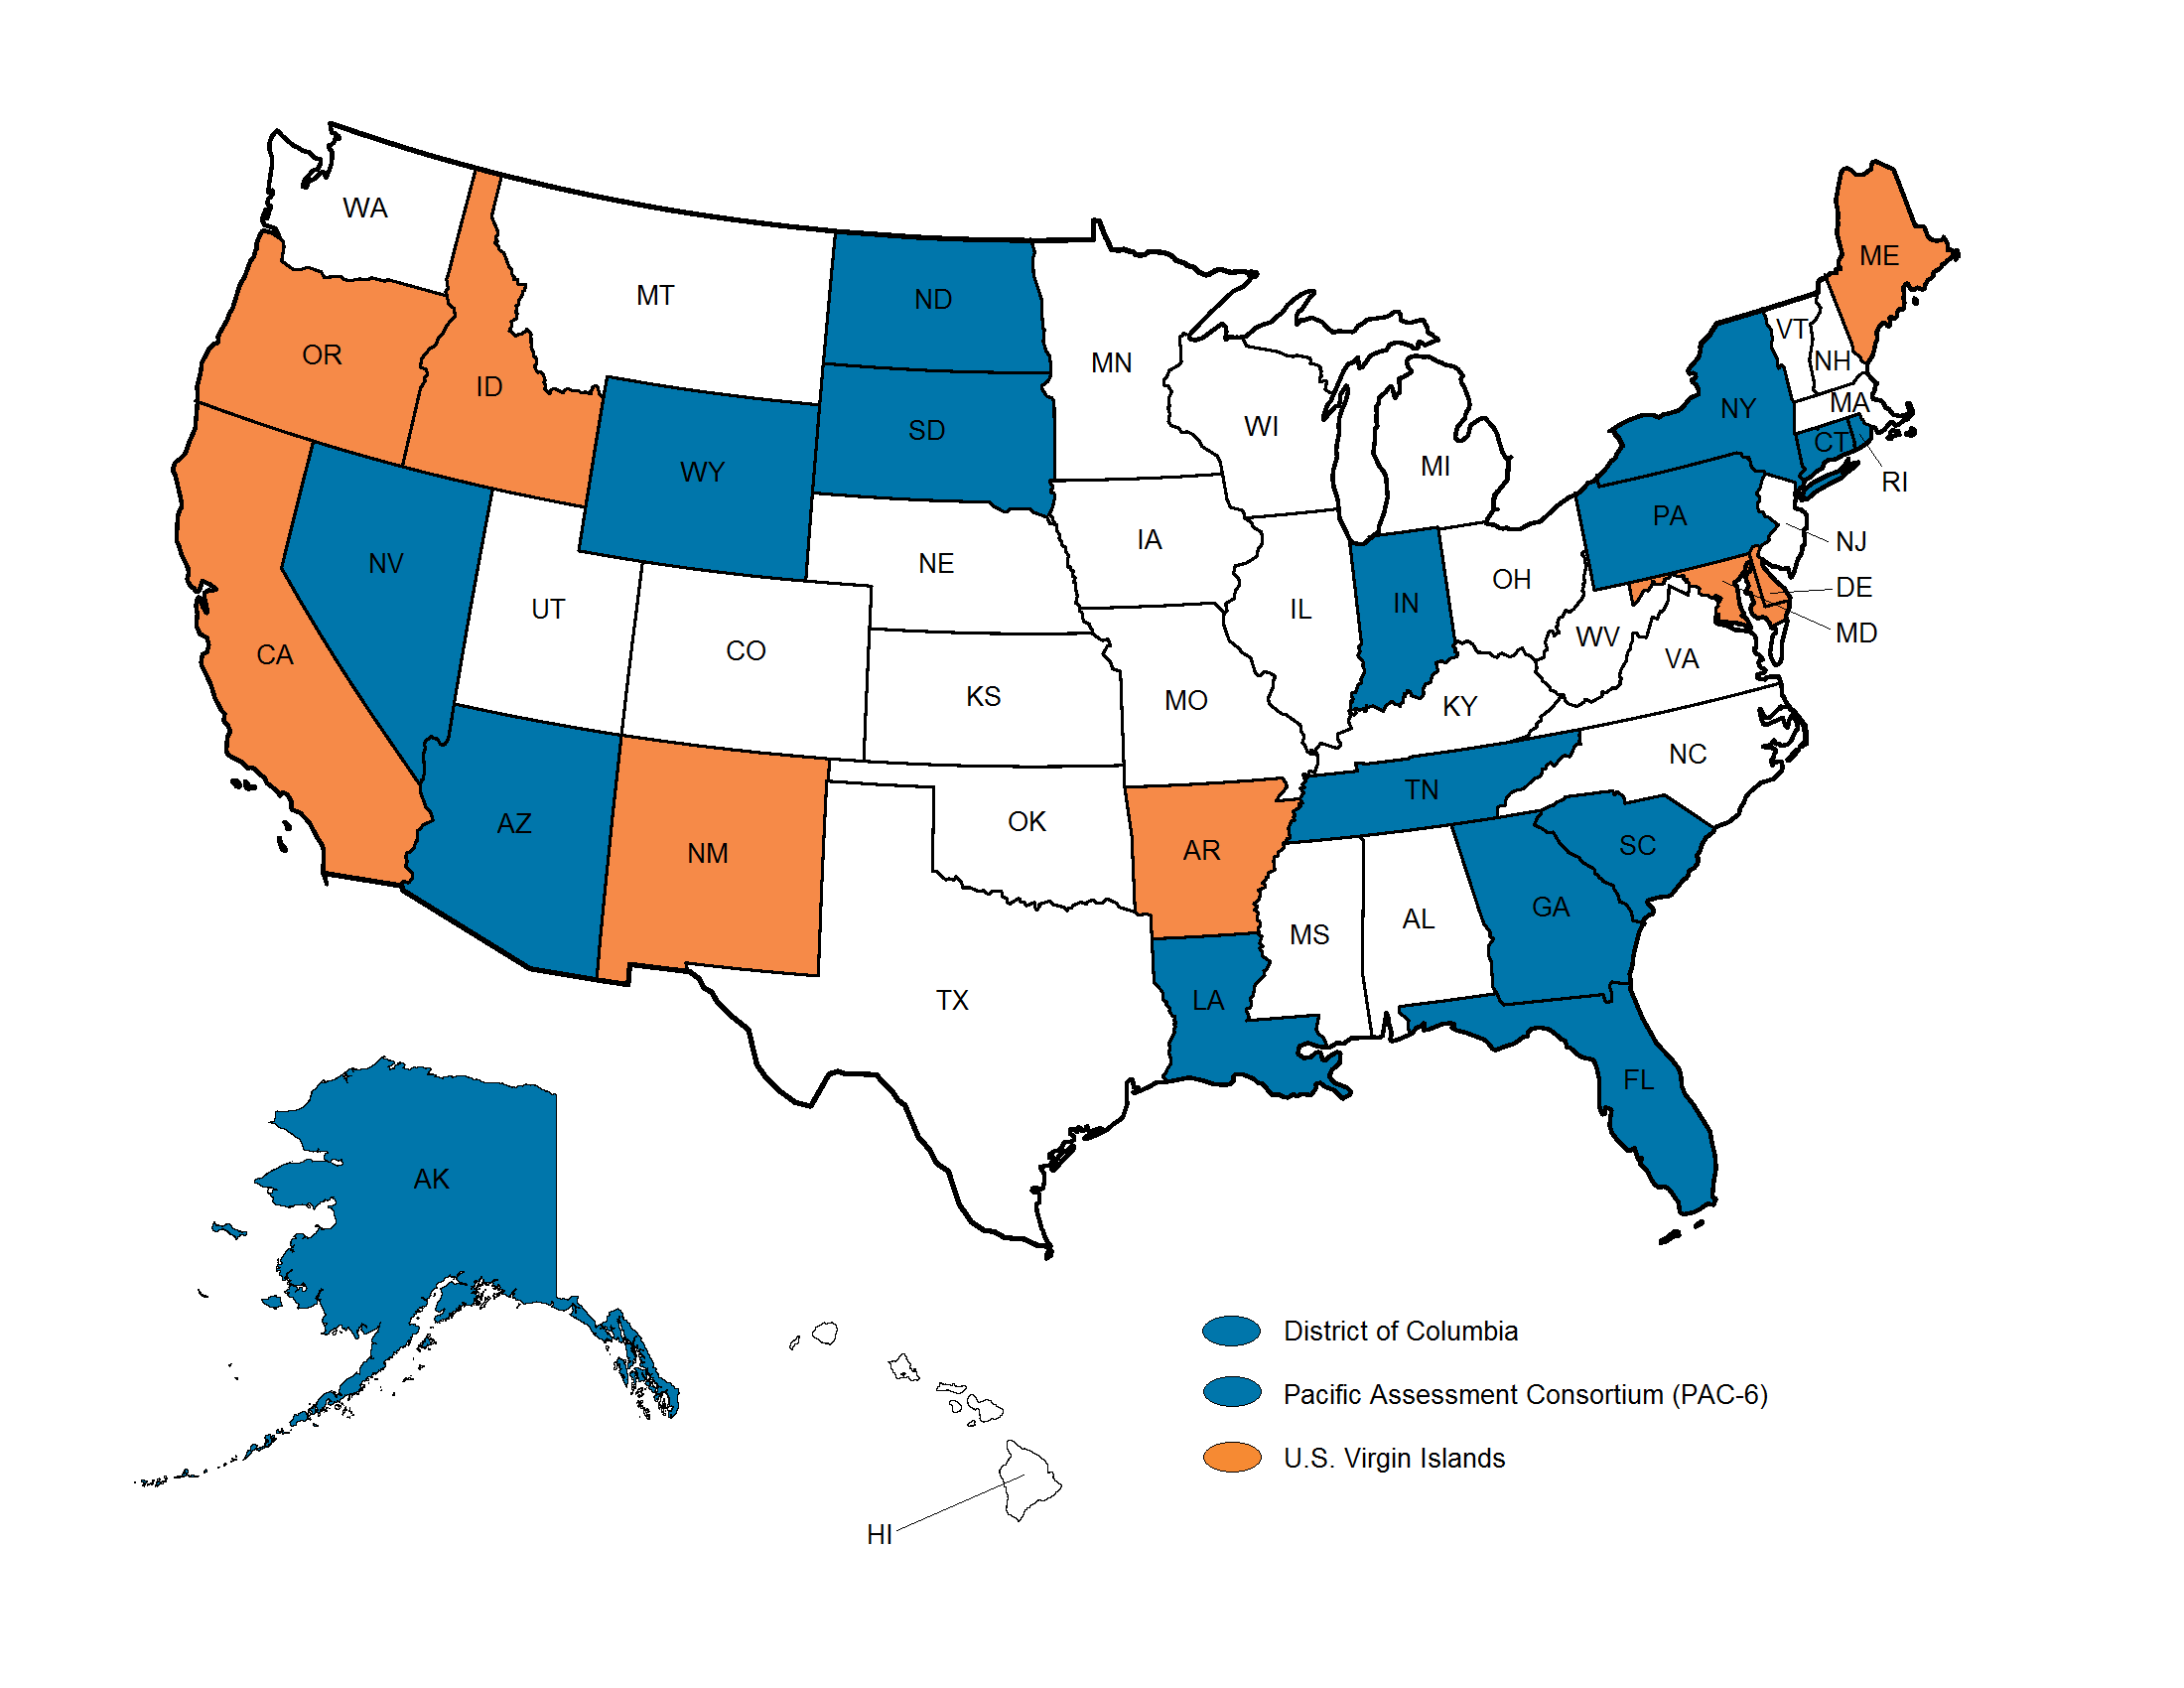 WA
MT
ND
MN
ME
VT
NH
OR
ID
SD
WI
NY
MA
CT
RI
WY
MI
PA
NV
NE
IA
NJ
UT
IL
IN
OH
DE
CA
CO
WV
MD
VA
KS
MO
KY
NC
AZ
NM
OK
AR
TN
SC
TX
LA
MS
AL
GA
FL
AK
HI
District of Columbia
Pacific Assessment Consortium (PAC-6)
U.S. Virgin Islands